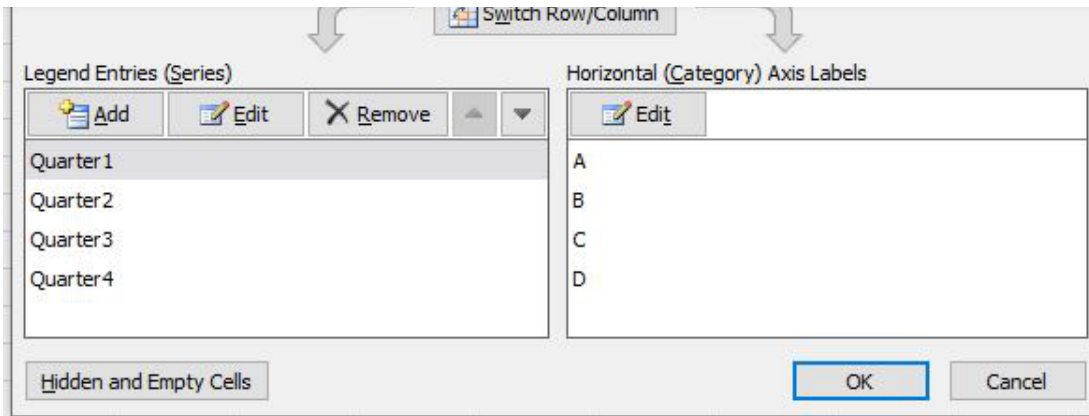 Switch Row/Column
Legend Entries (Series)
Horizontal (Category) Axis Labels
Add
Edit
Remove
Edit
Quarter1
Quarter2
Quarter3
Quarter4
A
B
C
D
Hidden and Empty Cells
OK
Cancel